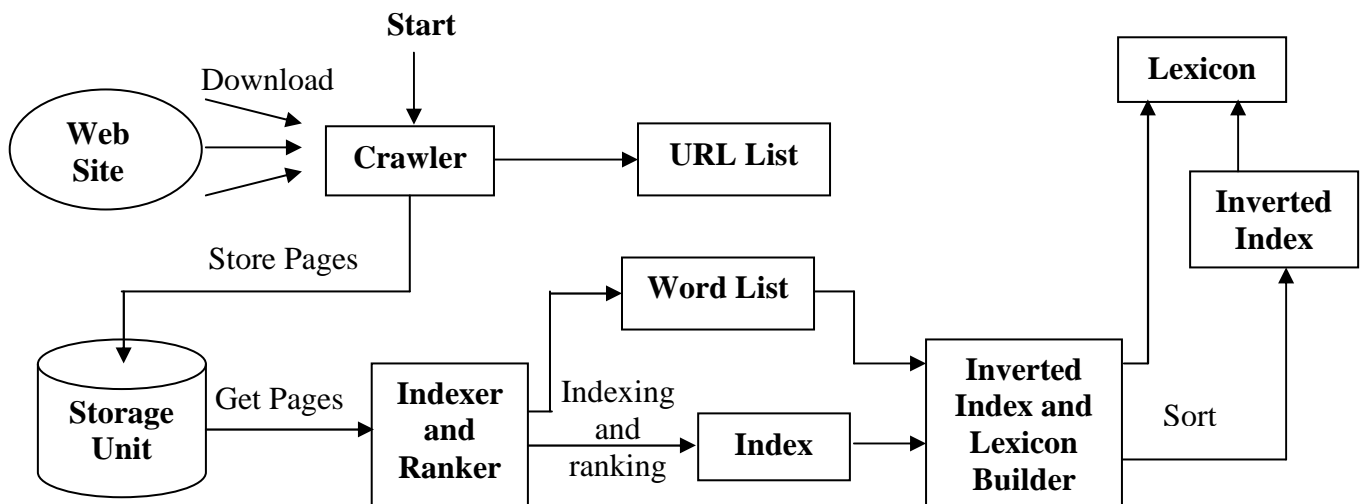 Start
Download
Web
Site
Crawler
URL List
Lexicon
Inverted
Index
Store Pages
Word List
Storage
Unit
Get Pages
Indexer
and
Ranker
Indexing
and
ranking
Index
Inverted
Index and
Lexicon
Builder
Sort